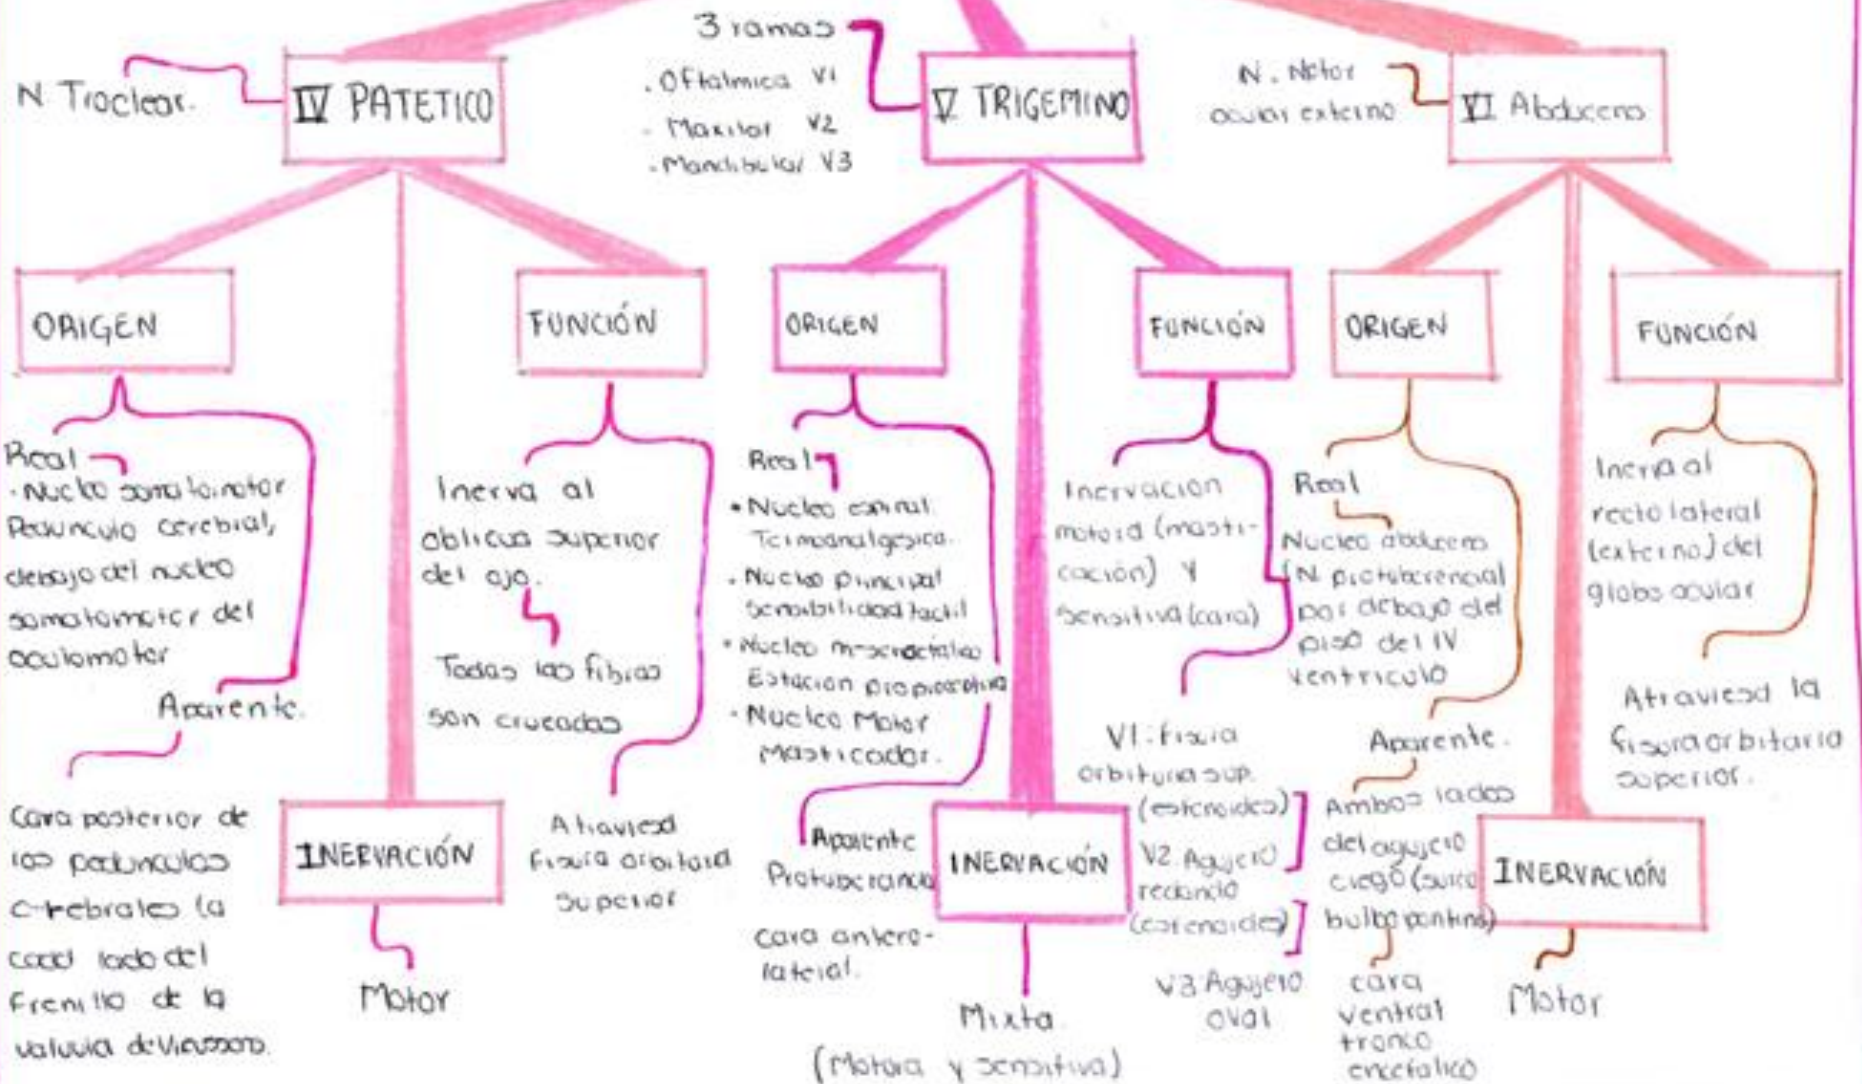 N Troclear.
IV PATETICO
ORIGEN
Real
· Nucleo somatomotor
Pedunculo cerebral,
debajo del nucleo
somatomotor del
oculomotor
Aparente.
Cara posterior de
los pedunculos
cerebrales (a
cada lado del
Frenillo de la
valvula de Vieussens.
INERVACIÓN
Motor
FUNCIÓN
Inerva al
oblicuo superior
del ojo.
Todas las fibras
son cruzadas
Atraviesa
Fisura orbitaria
superior
3 ramas
. Oftalmica V1
- Maxilar V2
- Mandibular V3
V TRIGEMINO
ORIGEN
Real
• Nucleo espinal.
Termoanalgesica.
. Nucleo principal
sensibilidad tactil
• Nucleo mesencefalico
Estacion propioceptiva
· Nucleo Motor
Masticador.
Aparente
Protuberancia
cara antero-
lateral.
INERVACIÓN
Mixta.
(Motora y sensitiva)
FUNCIÓN
Inervacion
motora (masti-
cación) y
sensitiva (cara)
V1: Fisura
orbitaria sup.
(esfenoides)
V2. Agujero
redondo
(esfenoides)
V3: Agujero
oval
N. Motor
ocular externo
VI Abducens
ORIGEN
Real
Nucleo abducens
(N. protuberencial
por debajo del
piso del IV
ventriculo
Aparente.
Ambos lados
del agujero
ciego (surco
bulbo pontino)
cara
ventral
tronco
encefalico
INERVACIÓN
Motor
FUNCIÓN
Inerva al
recto lateral
(externo) del
globo ocular
Atraviesa la
fisura orbitaria
superior.